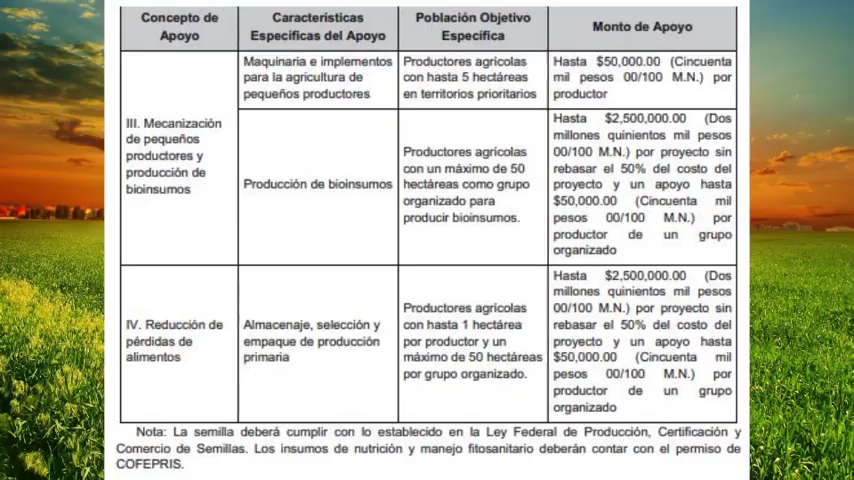 Concepto de
Apoyo
Características
Específicas del Apoyo
Población Objetivo
Específica
Monto de Apoyo
III. Mecanización
de pequeños
productores y
producción de
bioinsumos
Maquinaria e implementos
para la agricultura de
pequeños productores
Productores agrícolas
con hasta 5 hectáreas
en territorios prioritarios
Hasta $50,000.00 (Cincuenta
mil pesos 00/100 M.N.) por
productor
Producción de bioinsumos
Productores agrícolas
con un máximo de 50
hectáreas como grupo
organizado para
producir bioinsumos.
Hasta $2,500,000.00 (Dos
millones quinientos mil pesos
00/100 M.N.) por proyecto sin
rebasar el 50% del costo del
proyecto y un apoyo hasta
$50,000.00 (Cincuenta mil
pesos 00/100 M.N.) por
productor de un grupo
organizado
IV. Reducción de
pérdidas de
alimentos
Almacenaje, selección y
empaque de producción
primaria
Productores agrícolas
con hasta 1 hectárea
por productor y un
máximo de 50 hectáreas
por grupo organizado.
Hasta $2,500,000.00 (Dos
millones quinientos mil pesos
00/100 M.N.) por proyecto sin
rebasar el 50% del costo del
proyecto y un apoyo hasta
$50,000.00 (Cincuenta mil
pesos 00/100 M.N.) por
productor de un grupo
organizado
Nota: La semilla deberá cumplir con lo establecido en la Ley Federal de Producción, Certificación y
Comercio de Semillas. Los insumos de nutrición y manejo fitosanitario deberán contar con el permiso de
COFEPRIS.